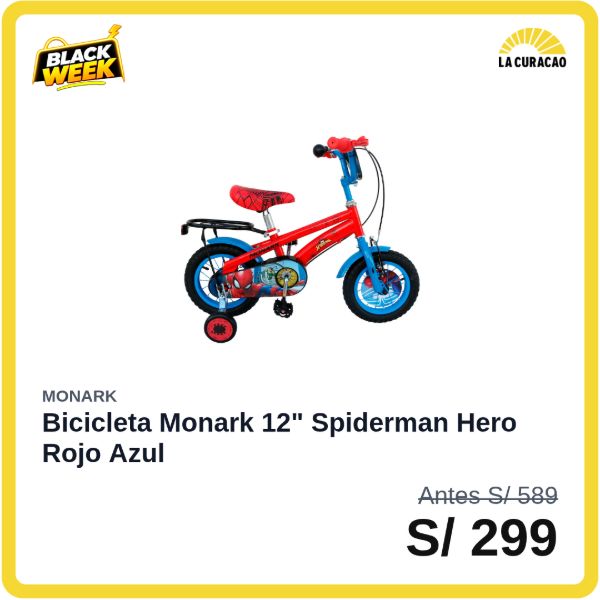 BLACK
WEEK
LA CURACAO
MONARK
Bicicleta Monark 12" Spiderman Hero
Rojo Azul
Antes S/ 589
S/ 299